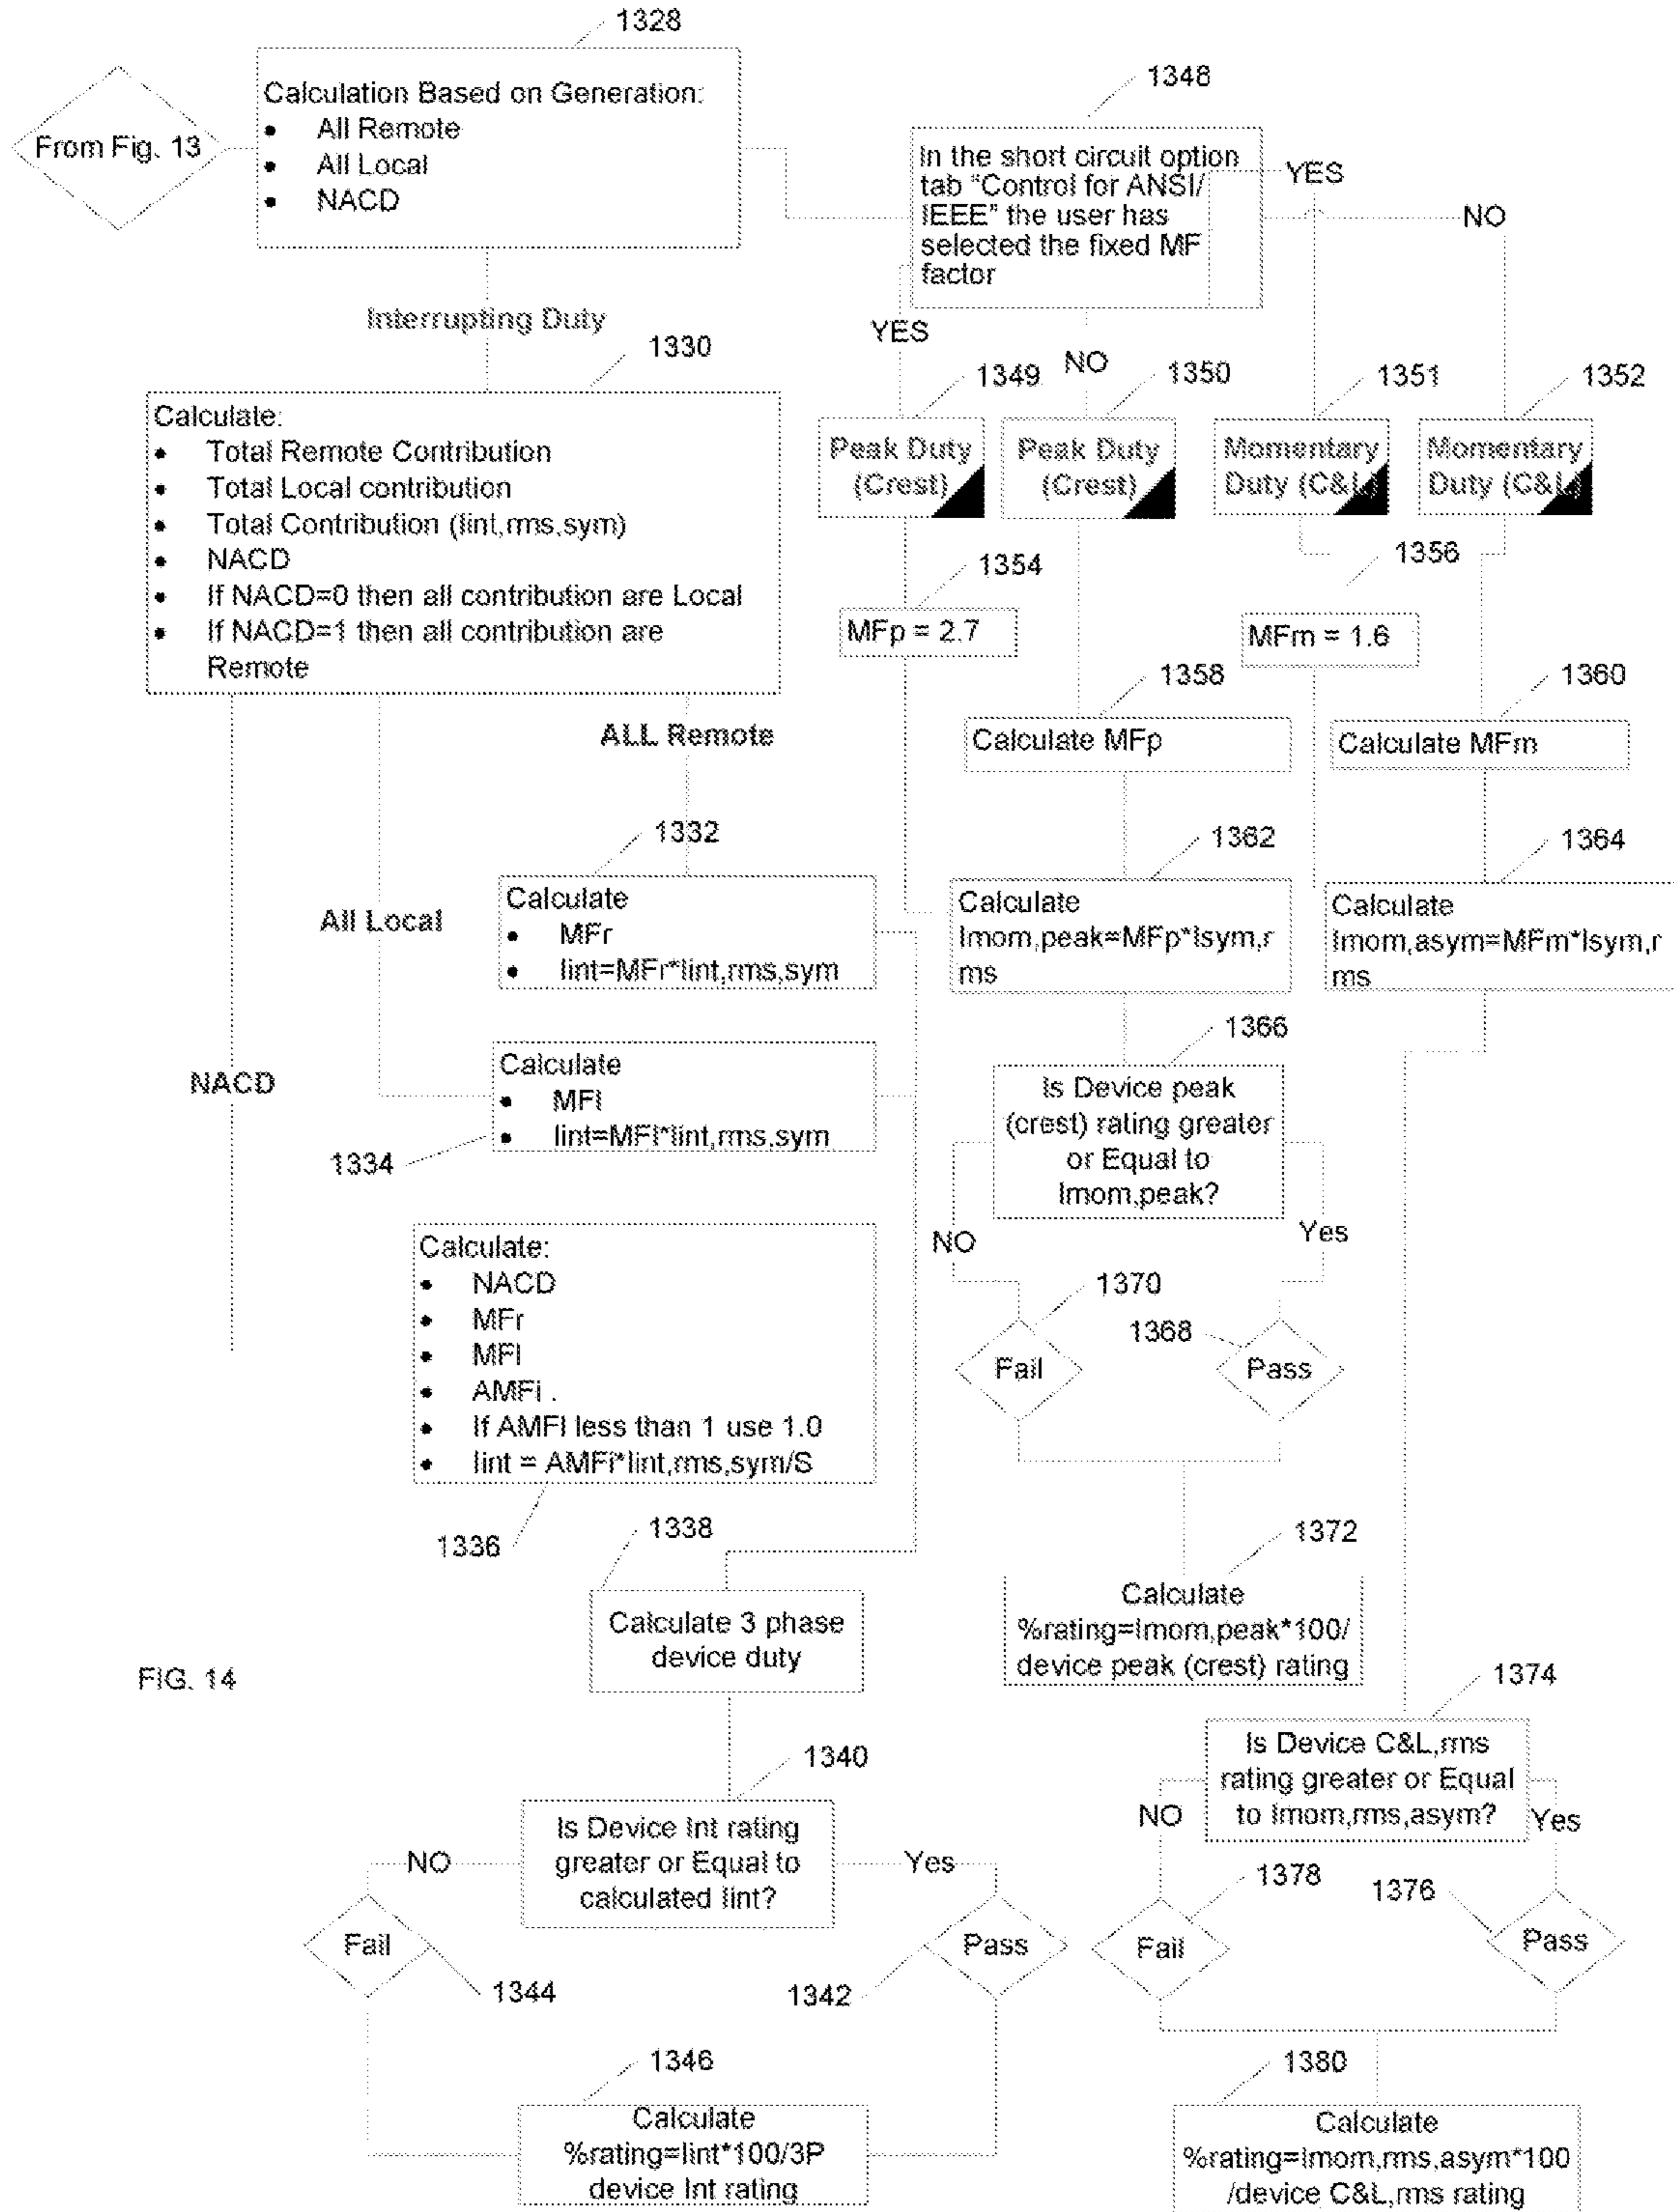 1328
From Fig. 13
Calculation Based on Generation:
• All Remote
• All Local
• NACD
1348
In the short circuit option
tab "Control for ANSI/
IEEE" the user has
selected the fixed MF
factor
YES
NO
Interrupting Duty
YES
NO
1330
Calculate:
• Total Remote Contribution
• Total Local contribution
• Total Contribution (Iint,rms,sym)
• NACD
• If NACD=0 then all contribution are Local
• If NACD=1 then all contribution are
Remote
1349
Peak Duty
(Crest)
1350
Peak Duty
(Crest)
1351
Momentary
Duty (C&L)
1352
Momentary
Duty (C&L)
1354
MFp = 2.7
1356
MFm = 1.6
1358
Calculate MFp
1360
Calculate MFm
ALL Remote
All Local
NACD
1332
Calculate
• MFr
• Iint=MFr*Iint,rms,sym
1362
Calculate
Imom,peak=MFp*Isym,r
ms
1364
Calculate
Imom,asym=MFm*Isym,r
ms
Calculate
• MFl
• Iint=MFl*Iint,rms,sym
1334
1366
Is Device peak
(crest) rating greater
or Equal to
Imom,peak?
NO
Yes
Calculate:
• NACD
• MFr
• MFl
• AMFi .
• If AMFI less than 1 use 1.0
• Iint = AMFi*Iint,rms,sym/S
1336
1370
Fail
1368
Pass
1338
Calculate 3 phase
device duty
1372
Calculate
%rating=Imom,peak*100/
device peak (crest) rating
FIG. 14
1374
Is Device C&L,rms
rating greater or Equal
to Imom,rms,asym?
NO
Yes
1340
Is Device Int rating
greater or Equal to
calculated Iint?
NO
Yes
1378
Fail
1376
Pass
Fail
1344
Pass
1342
1346
Calculate
%rating=Iint*100/3P
device Int rating
1380
Calculate
%rating=Imom,rms,asym*100
/device C&L,rms rating